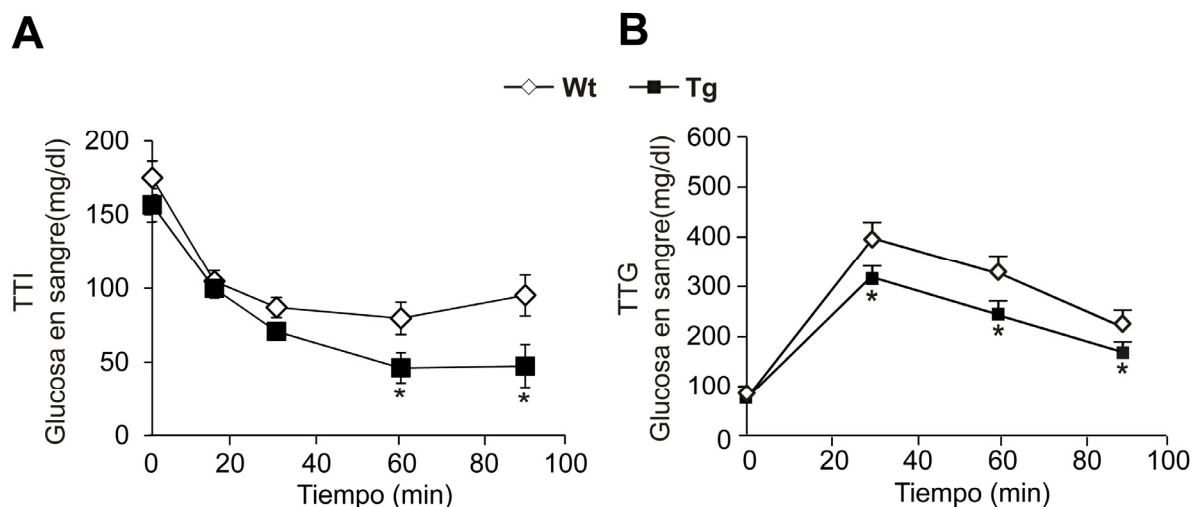 A
B
Wt
Tg
TTI
Glucosa en sangre(mg/dl)
200
150
100
50
0
0 20 40 60 80 100
Tiempo (min)
* *
TTG
Glucosa en sangre(mg/dl)
600
500
400
300
200
100
0
0 20 40 60 80 100
Tiempo (min)
* * *